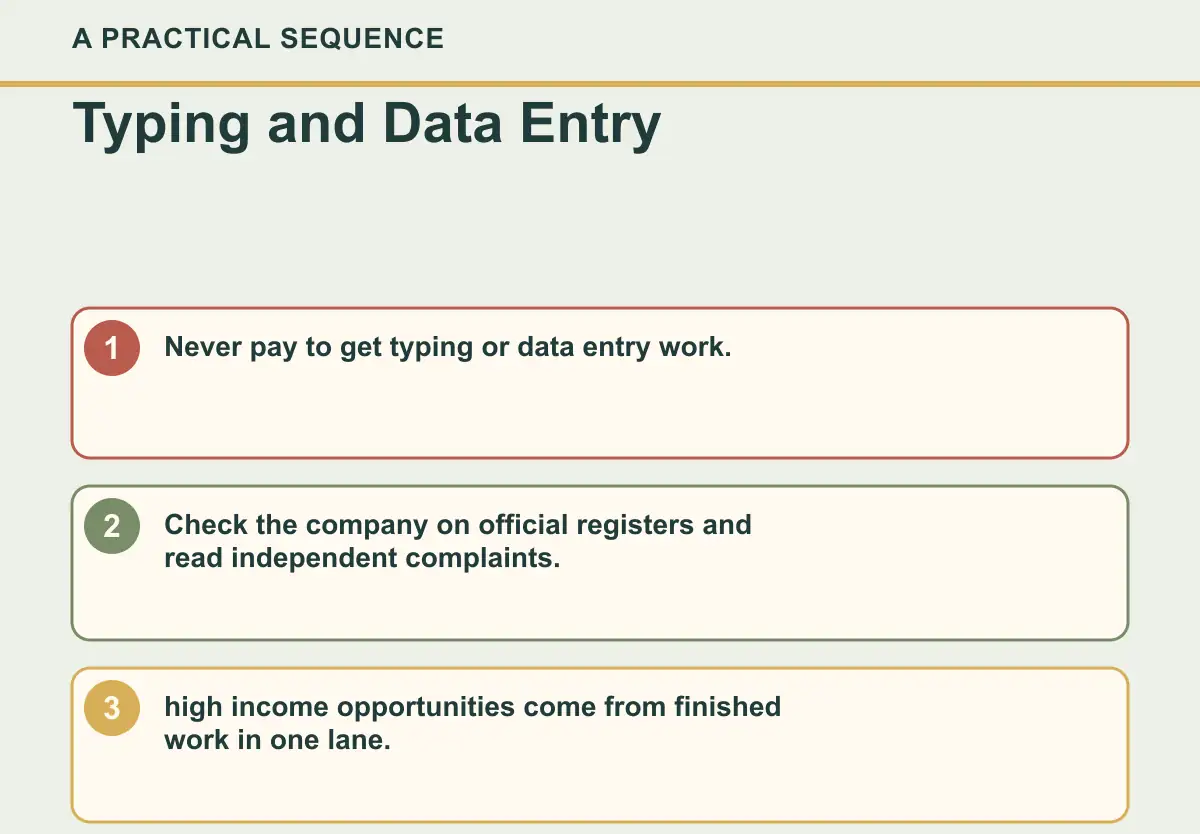 A PRACTICAL SEQUENCE
Typing and Data Entry
1
Never pay to get typing or data entry work.
2
Check the company on official registers and
read independent complaints.
3
high income opportunities come from finished
work in one lane.